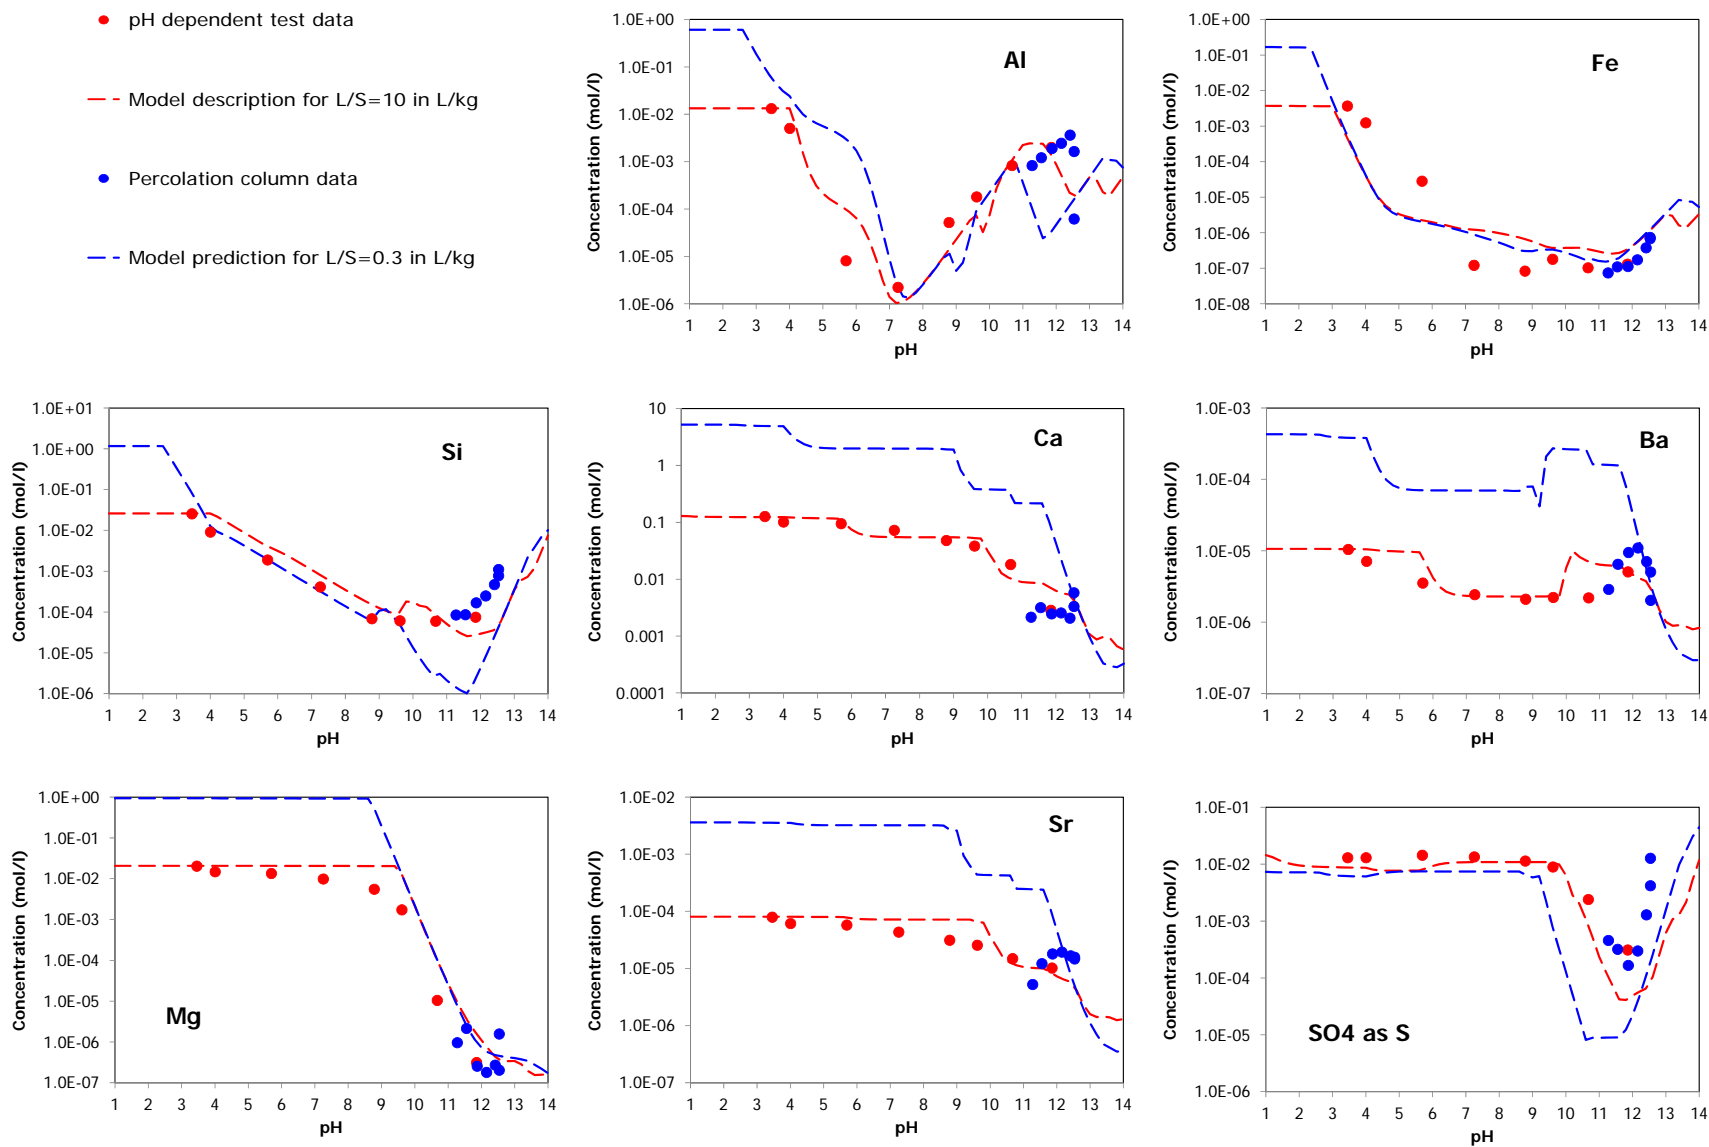 pH dependent test data
Model description for L/S=10 in L/kg
Percolation column data
Model prediction for L/S=0.3 in L/kg
Al
Concentration (mol/l)
1.0E+00
1.0E-01
1.0E-02
1.0E-03
1.0E-04
1.0E-05
1.0E-06
1 2 3 4 5 6 7 8 9 10 11 12 13 14
pH
Fe
Concentration (mol/l)
1.0E+00
1.0E-01
1.0E-02
1.0E-03
1.0E-04
1.0E-05
1.0E-06
1.0E-07
1.0E-08
1 2 3 4 5 6 7 8 9 10 11 12 13 14
pH
Si
Concentration (mol/l)
1.0E+01
1.0E+00
1.0E-01
1.0E-02
1.0E-03
1.0E-04
1.0E-05
1.0E-06
1 2 3 4 5 6 7 8 9 10 11 12 13 14
pH
Ca
Concentration (mol/l)
10
1
0.1
0.01
0.001
0.0001
1 2 3 4 5 6 7 8 9 10 11 12 13 14
pH
Ba
Concentration (mol/l)
1.0E-03
1.0E-04
1.0E-05
1.0E-06
1.0E-07
1 2 3 4 5 6 7 8 9 10 11 12 13 14
pH
Mg
Concentration (mol/l)
1.0E+00
1.0E-01
1.0E-02
1.0E-03
1.0E-04
1.0E-05
1.0E-06
1.0E-07
1 2 3 4 5 6 7 8 9 10 11 12 13 14
pH
Sr
Concentration (mol/l)
1.0E-02
1.0E-03
1.0E-04
1.0E-05
1.0E-06
1.0E-07
1 2 3 4 5 6 7 8 9 10 11 12 13 14
pH
SO4 as S
Concentration (mol/l)
1.0E-01
1.0E-02
1.0E-03
1.0E-04
1.0E-05
1.0E-06
1 2 3 4 5 6 7 8 9 10 11 12 13 14
pH